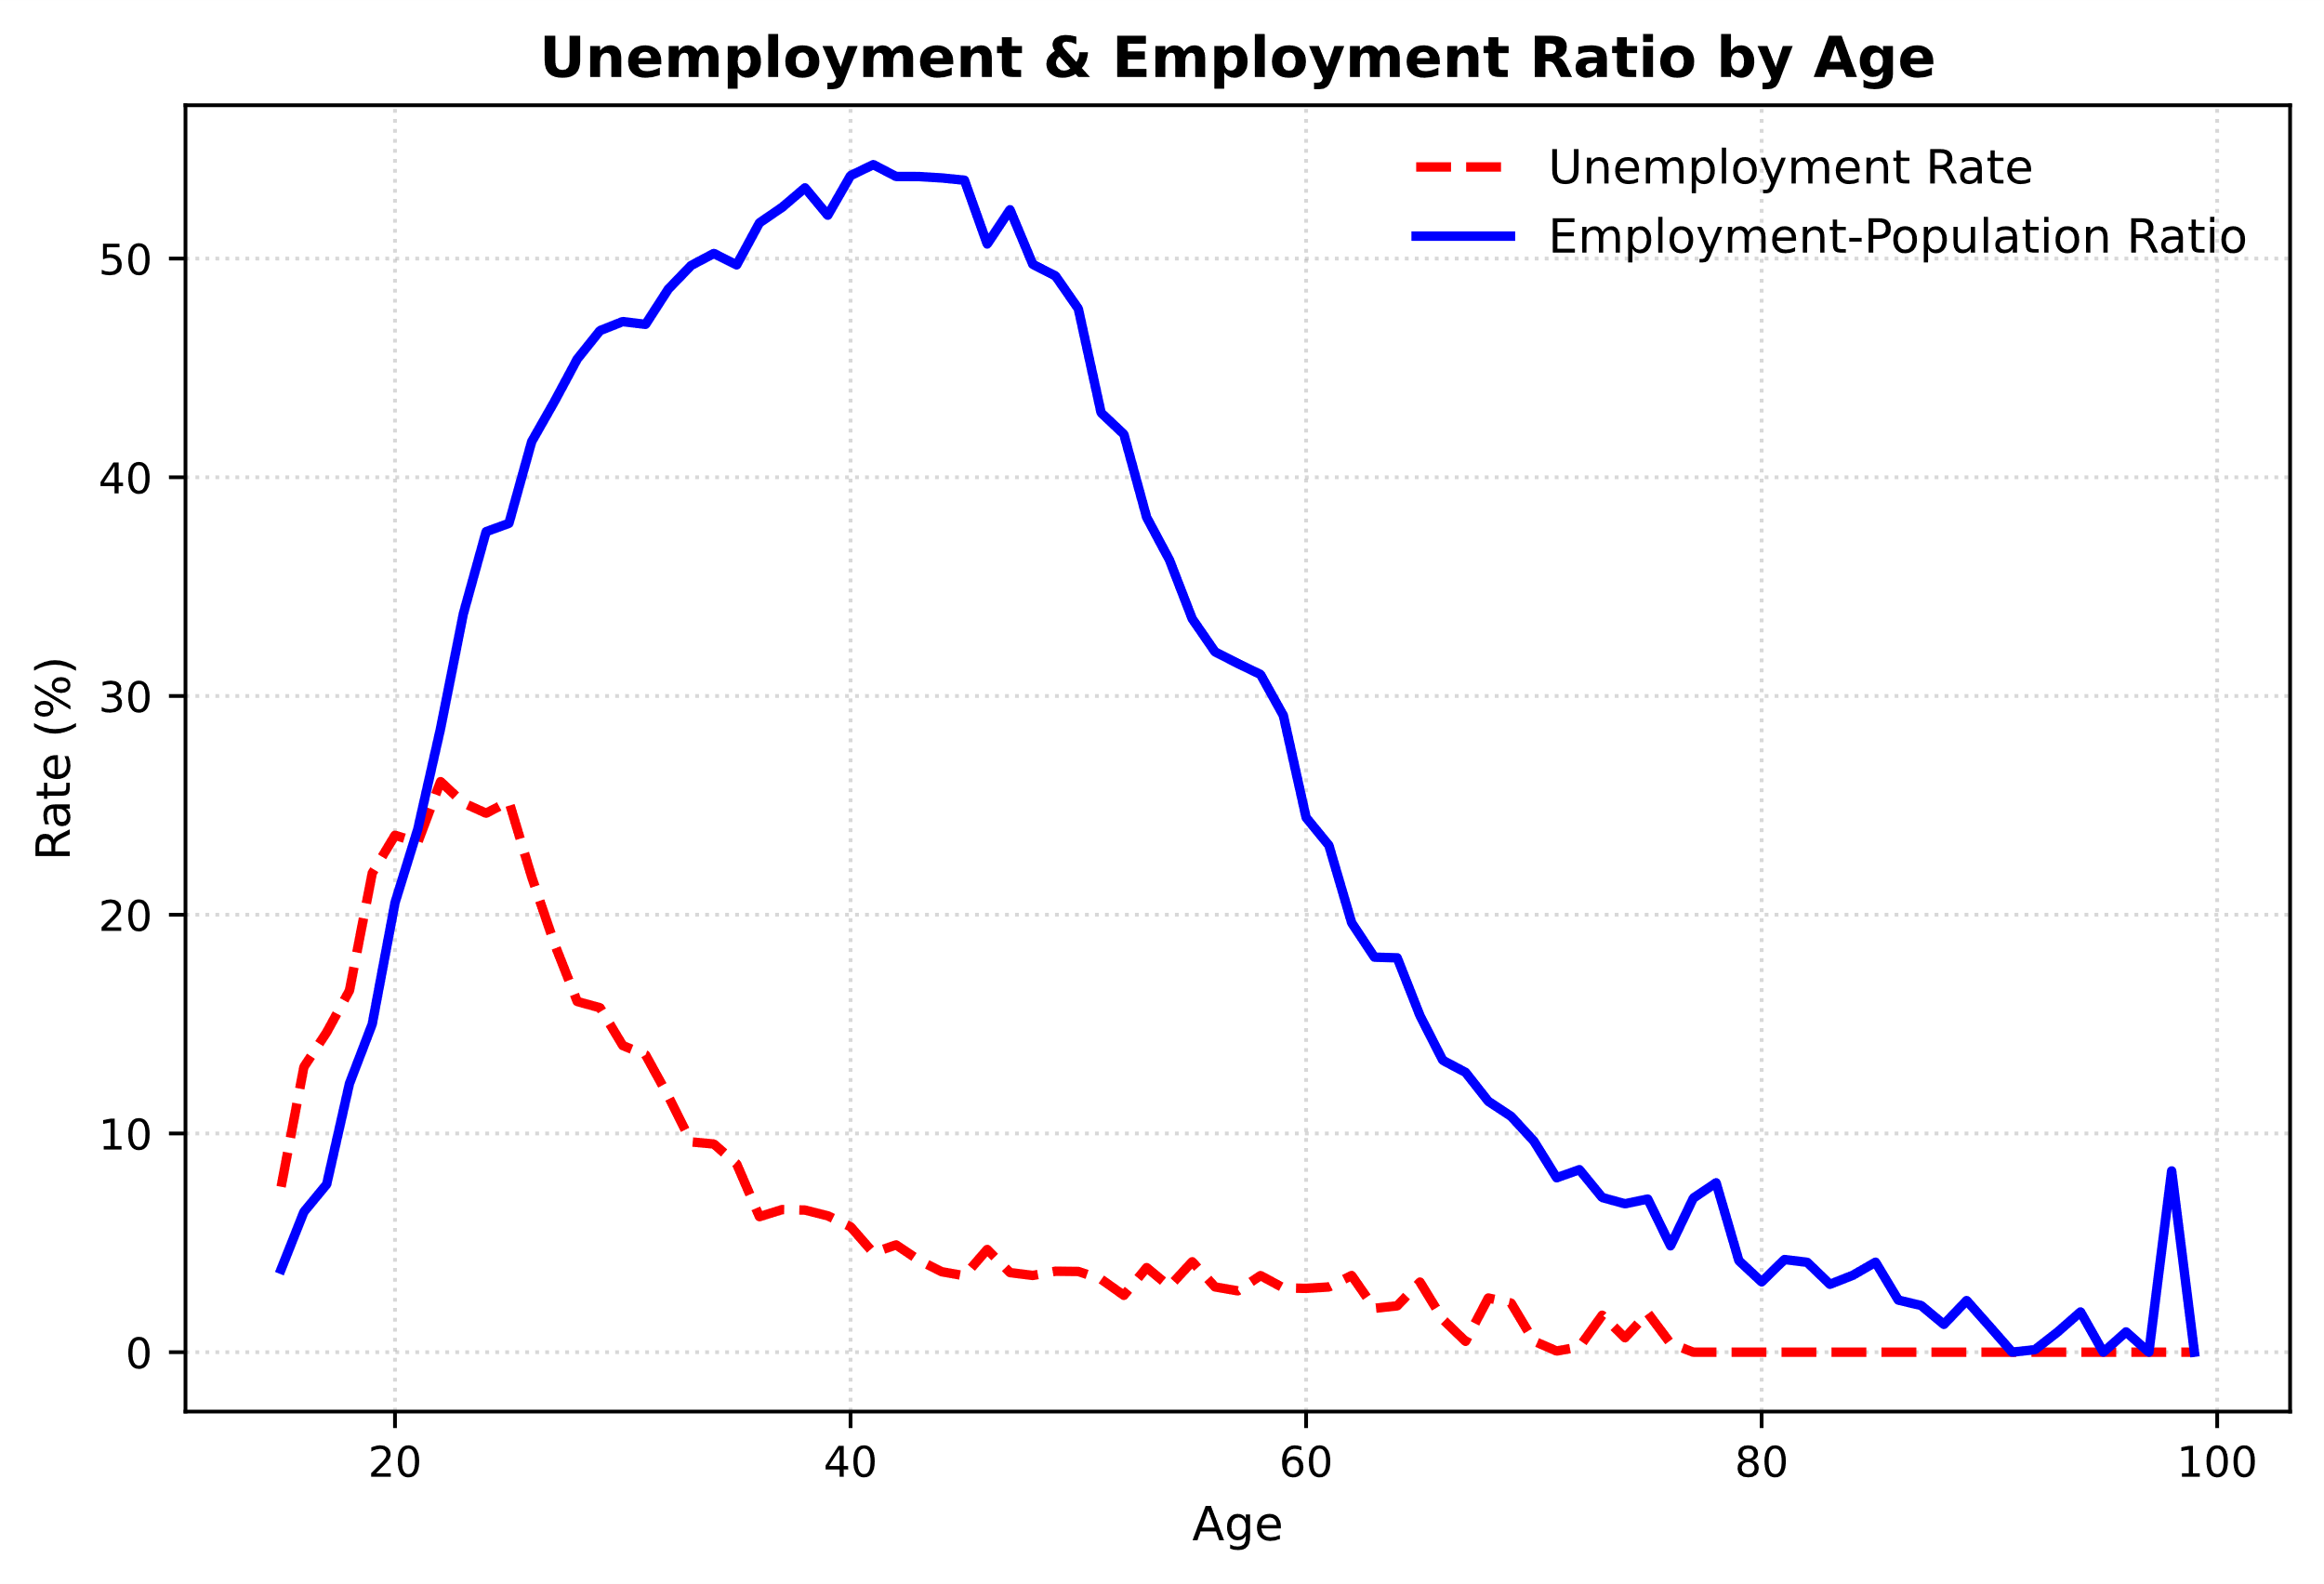 Unemployment & Employment Ratio by Age
Unemployment Rate
Employment-Population Ratio
Rate (%)
50
40
30
20
10
0
20 40 60 80 100
Age